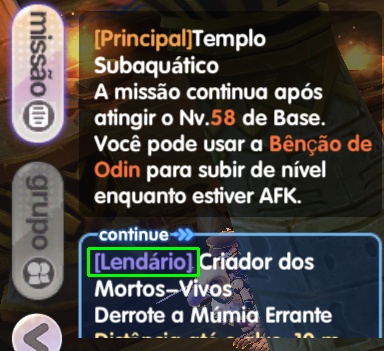 missão
grupo
[Principal]Templo
Subaquático
A missão continua após
atingir o Nv.58 de Base.
Você pode usar a Bênção de
Odin para subir de nível
enquanto estiver AFK.
continue
[Lendário] Criador dos
Mortos-Vivos
Derrote a Múmia Errante